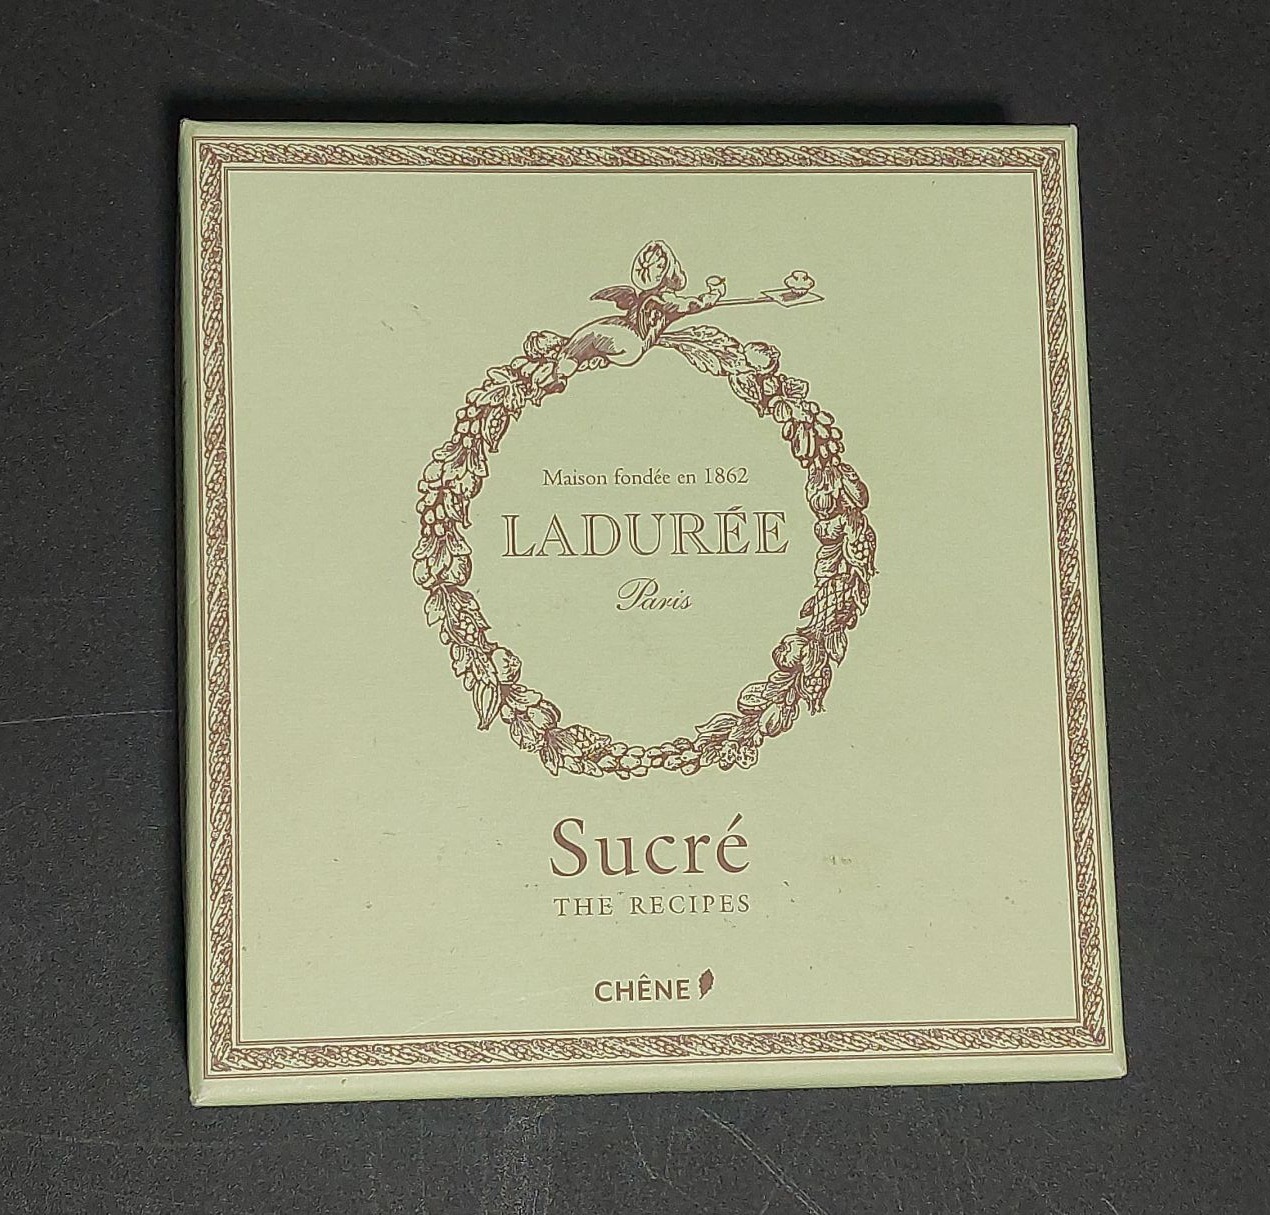 Maison fondée en 1862
LADURÉE
Paris
Sucré
THE RECIPES
CHÊNE